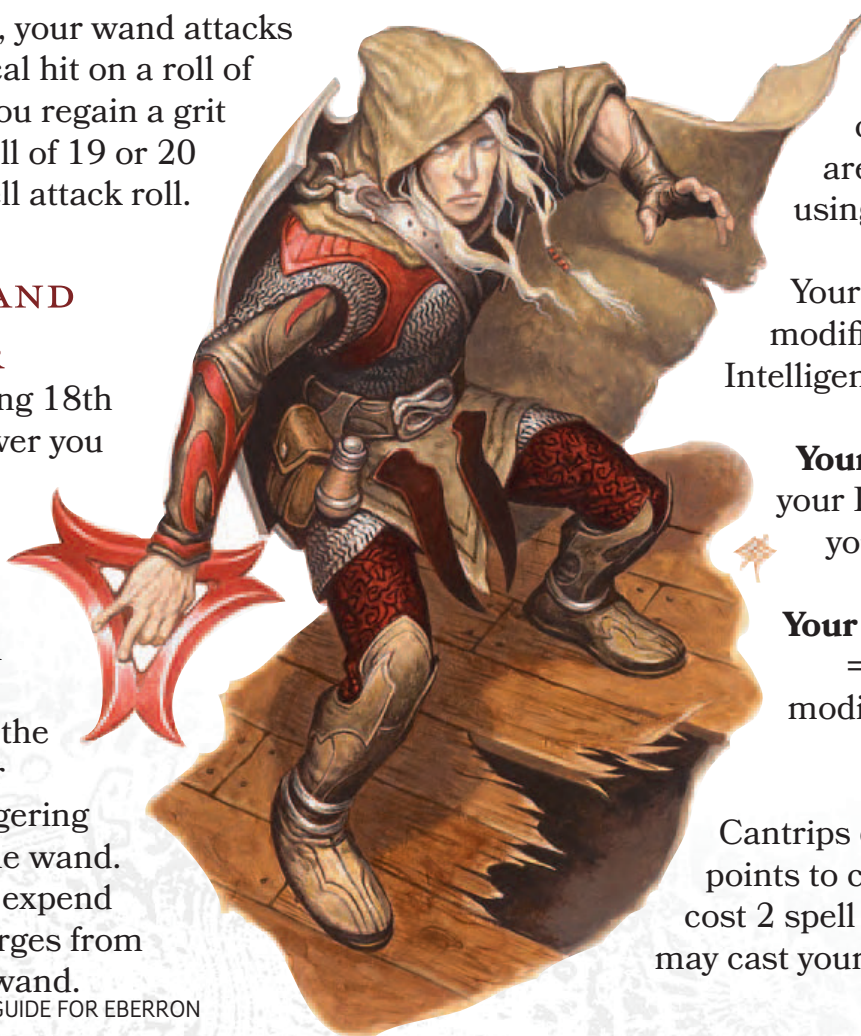 , your wand attacks
cal hit on a roll of
ou regain a grit
ll of 19 or 20
ll attack roll.
AND
R
ng 18th
ver you
the
r
gering
e wand.
expend
rges from
wand.
GUIDE FOR EBERRON
are
using
Your
modifi
Intelligen
Your
your I
yo
Your
=
modi
Cantrips
points to c
cost 2 spell
may cast your